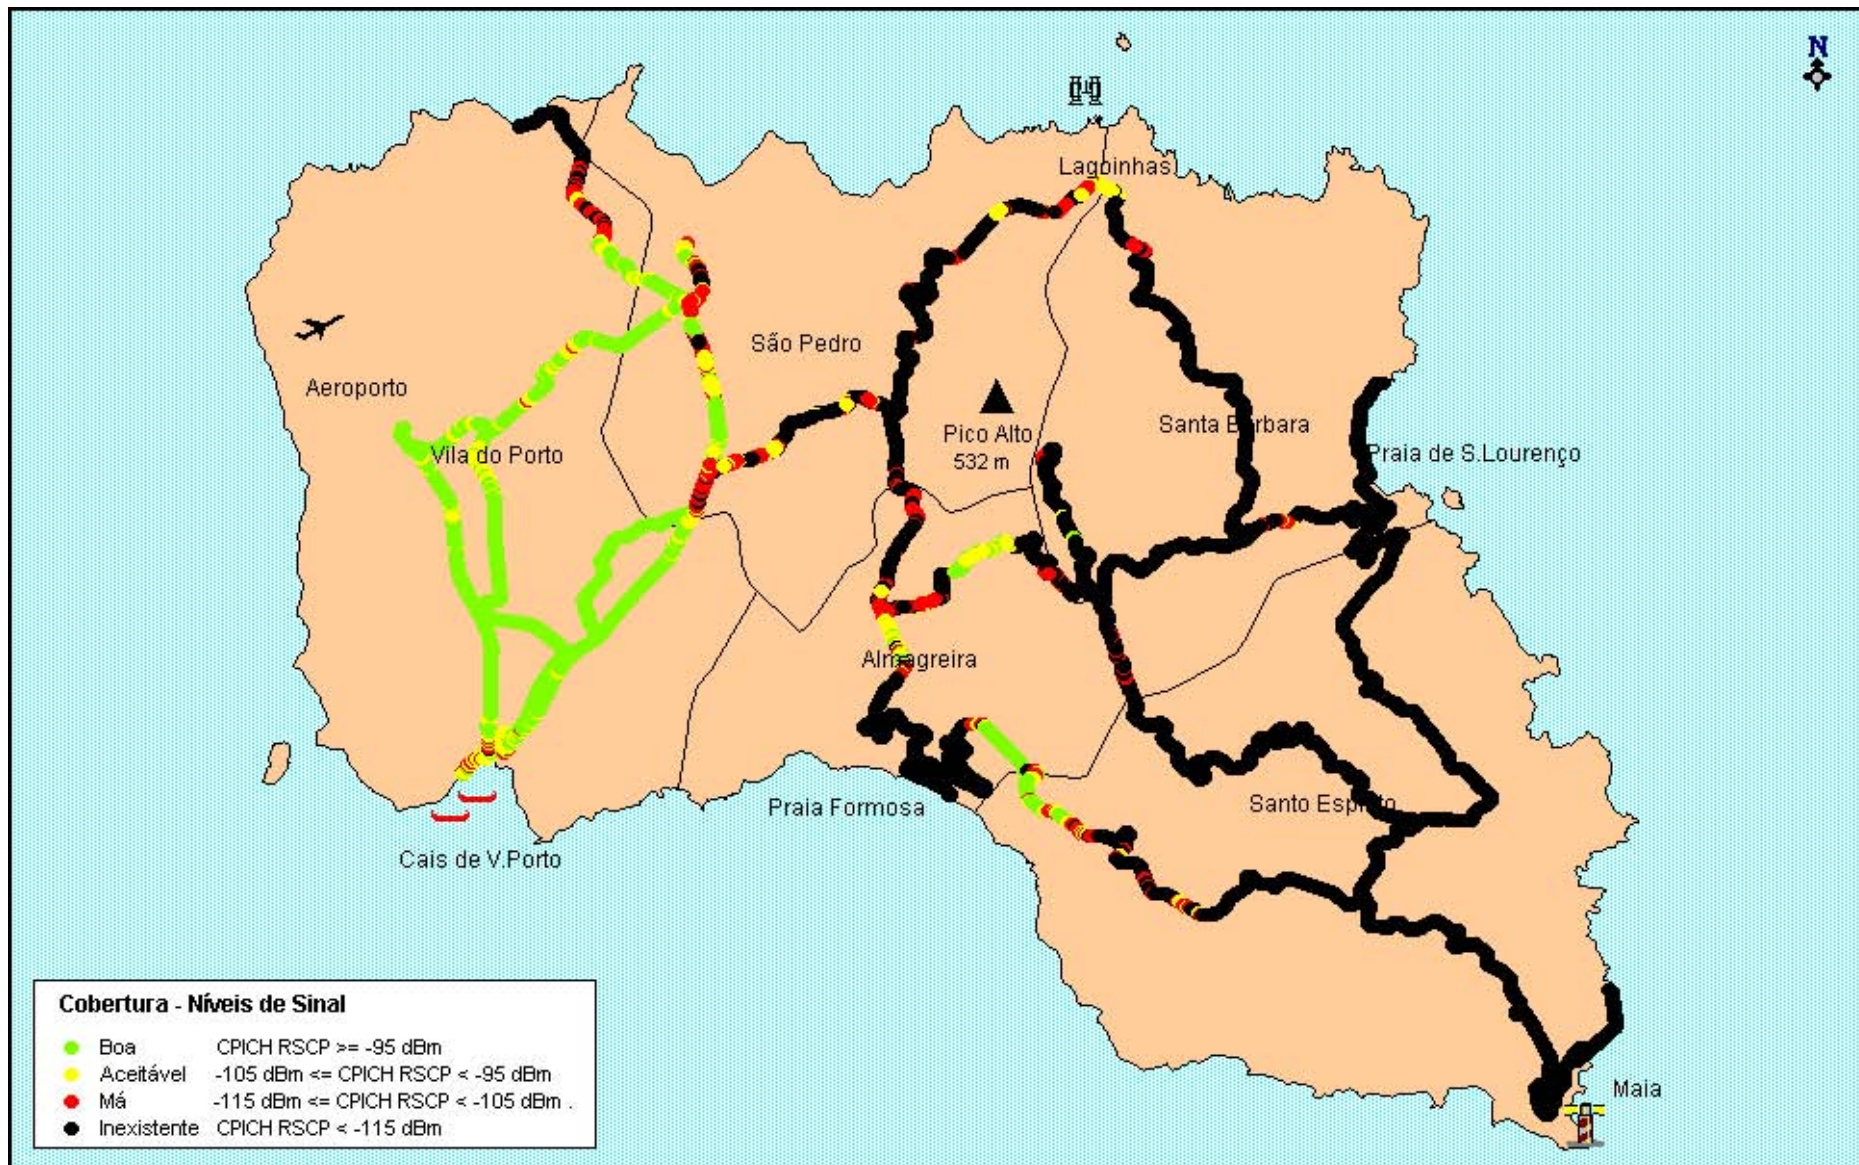 N
Lagoinhas
São Pedro
Aeroporto
Pico Alto
532 m
Santa Bárbara
Vila do Porto
Praia de S.Lourenço
Almagreira
Praia Formosa
Santo Espírito
Cais de V.Porto
Maia
Cobertura - Níveis de Sinal
Boa CPICH RSCP >= -95 dBm
Aceitável -105 dBm <= CPICH RSCP < -95 dBm
Má -115 dBm <= CPICH RSCP < -105 dBm .
Inexistente CPICH RSCP < -115 dBm